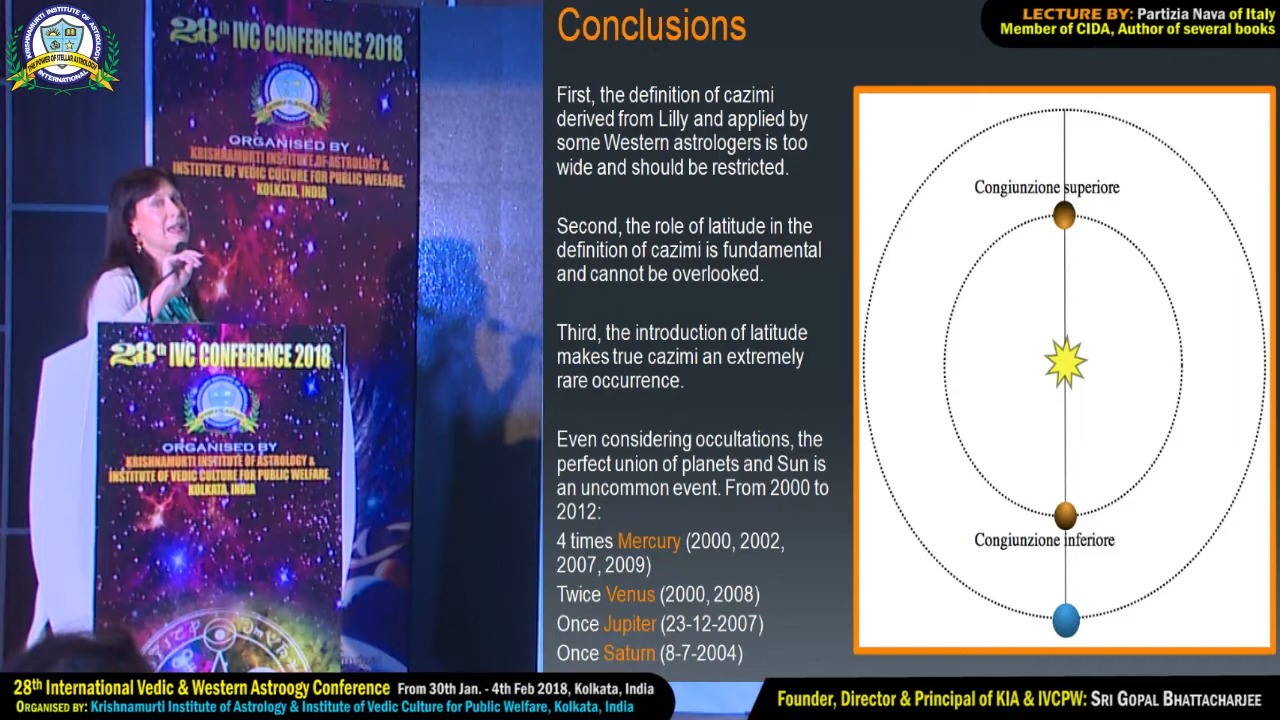 KRISHNAMURTI INSTITUTE OF ASTROLOGY
THE POWER OF STELLAR ASTROLOGY
INTERNATIONAL
28th IVC CONFERENCE 2018
ORGANISED BY
KRISHNAMURTI INSTITUTE OF ASTROLOGY &
INSTITUTE OF VEDIC CULTURE FOR PUBLIC WELFARE,
KOLKATA, INDIA
28th IVC CONFERENCE 2018
ORGANISED BY
KRISHNAMURTI INSTITUTE OF ASTROLOGY &
INSTITUTE OF VEDIC CULTURE FOR PUBLIC WELFARE,
KOLKATA, INDIA
Conclusions
LECTURE BY: Partizia Nava of Italy
Member of CIDA, Author of several books
First, the definition of cazimi
derived from Lilly and applied by
some Western astrologers is too
wide and should be restricted.
Second, the role of latitude in the
definition of cazimi is fundamental
and cannot be overlooked.
Third, the introduction of latitude
makes true cazimi an extremely
rare occurrence.
Even considering occultations, the
perfect union of planets and Sun is
an uncommon event. From 2000 to
2012:
4 times Mercury (2000, 2002,
2007, 2009)
Twice Venus (2000, 2008)
Once Jupiter (23-12-2007)
Once Saturn (8-7-2004)
Congiunzione superiore
Congiunzione inferiore
28th International Vedic & Western Astroogy Conference From 30th Jan. - 4th Feb 2018, Kolkata, India
ORGANISED BY: Krishnamurti Institute of Astrology & Institute of Vedic Culture for Public Welfare, Kolkata, India
Founder, Director & Principal of KIA & IVCPW: SRI GOPAL BHATTACHARJEE